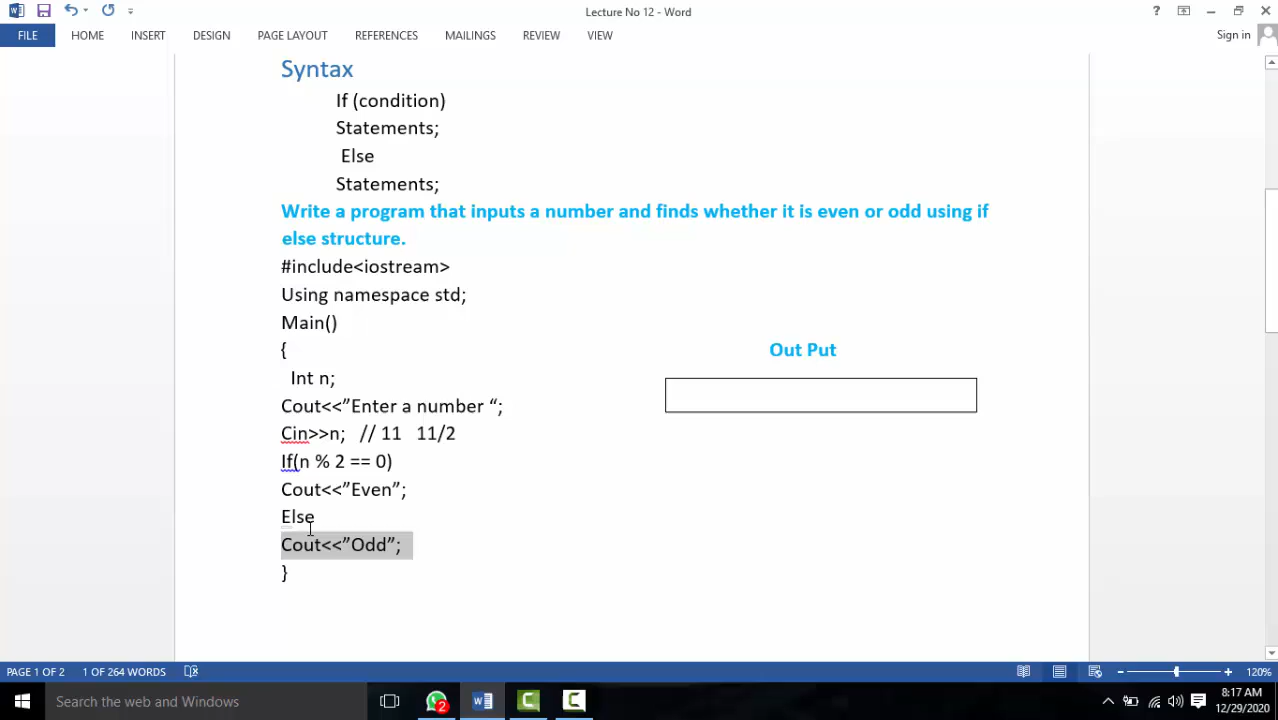 Lecture No 12 - Word
?
FILE HOME INSERT DESIGN PAGE LAYOUT REFERENCES MAILINGS REVIEW VIEW Sign in
Syntax
If (condition)
Statements;
Else
Statements;
Write a program that inputs a number and finds whether it is even or odd using if
else structure.
#include<iostream>
Using namespace std;
Main()
{
Int n;
Cout<<”Enter a number “;
Cin>>n; // 11 11/2
If(n % 2 == 0)
Cout<<”Even”;
Else
Cout<<”Odd”;
}
Out Put
PAGE 1 OF 2 1 OF 264 WORDS 120%
Search the web and Windows 2 8:17 AM
12/29/2020